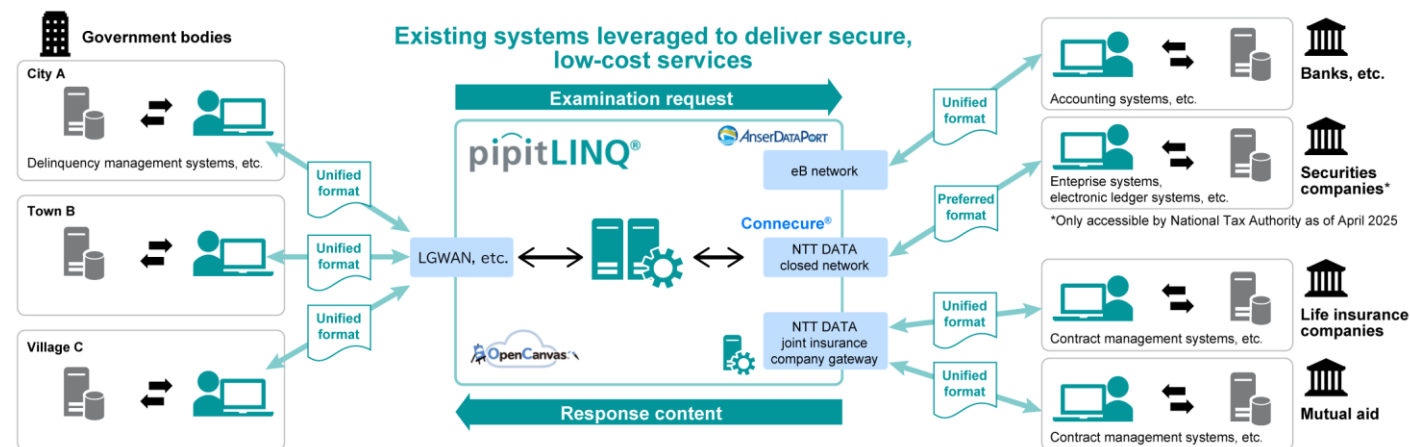 Government bodies
City A
Delinquency management systems, etc.
Town B
Village C
Unified
format
Unified
format
Unified
format
Existing systems leveraged to deliver secure,
low-cost services
Examination request
pipitLINQ®
AnserDATAPORT
eB network
Connecure®
LGWAN, etc.
NTT DATA
closed network
NTT DATA
joint insurance
company gateway
OpenCanvas
Response content
Unified
format
Preferred
format
Unified
format
Unified
format
Accounting systems, etc.
Banks, etc.
Enteprise systems,
electronic ledger systems, etc.
Securities
companies*
*Only accessible by National Tax Authority as of April 2025
Contract management systems, etc.
Life insurance
companies
Contract management systems, etc.
Mutual aid